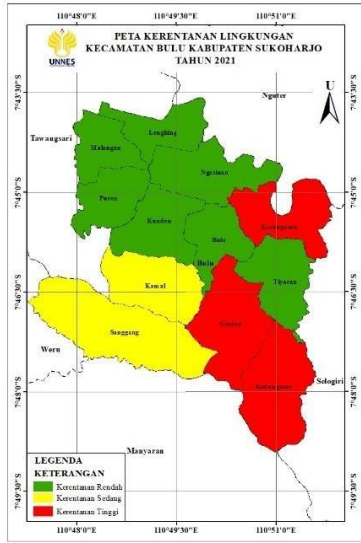 PETA KERENTANAN LINGKUNGAN
KECAMATAN BULU KABUPATEN SUKOHARJO
TAHUN 2021
UNNES
110°48'0"E 110°49'30"E 110°51'0"E
U
7°43'30"S 7°43'30"S
Nguter
Tawangsari
Lengking
Malangan
Ngasinan
7°45'0"S 7°45'0"S
Puron
Karangasem
Kunden
Bulu
Bulu
Tiyaran
7°46'30"S 7°46'30"S
Kamal
Gentan
Sanggang
Weru
Kedungsono
Selogiri
7°48'0"S 7°48'0"S
Manyaran
LEGENDA
KETERANGAN
Kerentanan Rendah
Kerentanan Sedang
Kerentanan Tinggi
7°49'30"S 7°49'30"S
110°48'0"E 110°49'30"E 110°51'0"E